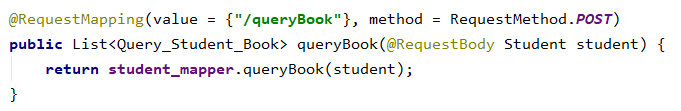 @RequestMapping(value = {"/queryBook"}, method = RequestMethod.POST)
public List<Query_Student_Book> queryBook(@RequestBody Student student) {
    return student_mapper.queryBook(student);
}